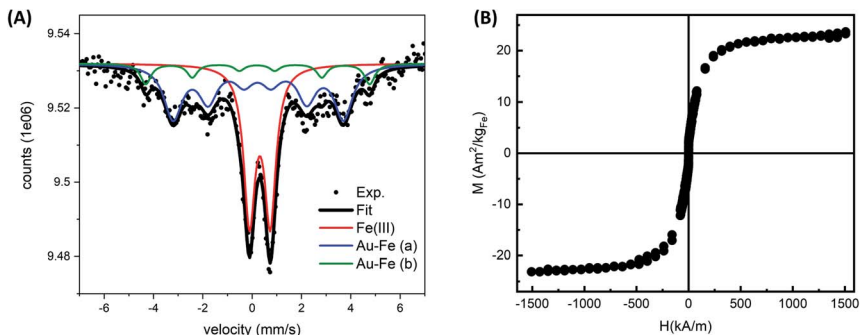 (A)
9.54
9.52
9.5
9.48
counts (1e06)
Exp.
Fit
Fe(III)
Au-Fe (a)
Au-Fe (b)
-6 -4 -2 0 2 4 6
velocity (mm/s)
(B)
20
10
0
-10
-20
M (Am²/kgFe)
-1500 -1000 -500 0 500 1000 1500
H(kA/m)